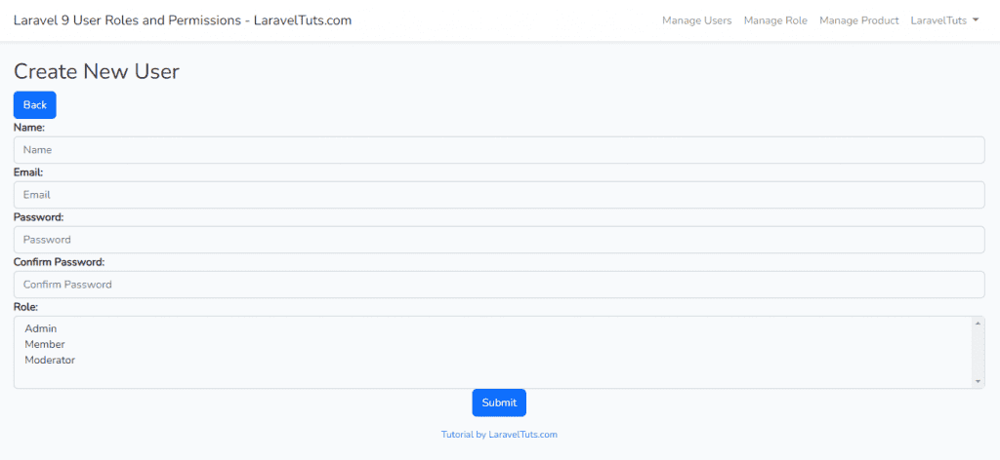 Laravel 9 User Roles and Permissions - LaravelTuts.com
Manage Users Manage Role Manage Product LaravelTuts
Create New User
Back
Name:
Name
Email:
Email
Password:
Password
Confirm Password:
Confirm Password
Role:
Admin
Member
Moderator
Submit
Tutorial by LaravelTuts.com